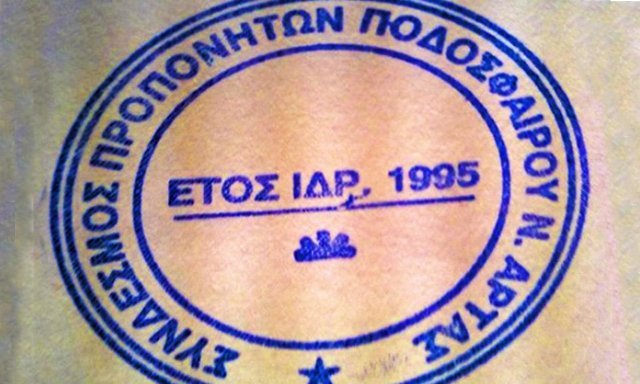 ΣΥΝΔΕΣΜΟΣ ΠΡΟΠΟΝΗΤΩΝ ΠΟΔΟΣΦΑΙΡΟΥ Ν. ΑΡΤΑΣ
ΕΤΟΣ ΙΔΡ. 1995